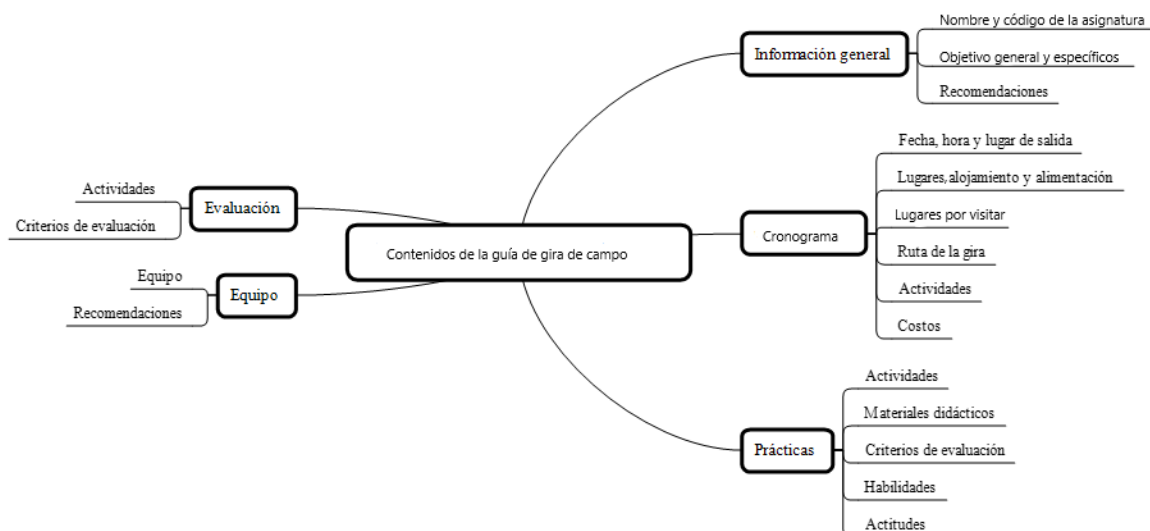 Contenidos de la guía de gira de campo
Información general
Nombre y código de la asignatura
Objetivo general y específicos
Recomendaciones
Cronograma
Fecha, hora y lugar de salida
Lugares,alojamiento y alimentación
Lugares por visitar
Ruta de la gira
Actividades
Costos
Prácticas
Actividades
Materiales didácticos
Criterios de evaluación
Habilidades
Actitudes
Evaluación
Actividades
Criterios de evaluación
Equipo
Equipo
Recomendaciones